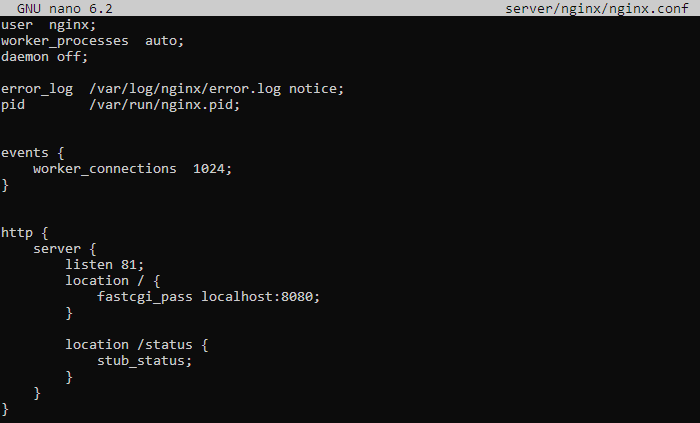 GNU nano 6.2 server/nginx/nginx.conf
user  nginx;
worker_processes  auto;
daemon off;
error_log  /var/log/nginx/error.log notice;
pid        /var/run/nginx.pid;
events {
    worker_connections  1024;
}
http {
    server {
        listen 81;
        location / {
            fastcgi_pass localhost:8080;
        }
        location /status {
            stub_status;
        }
    }
}